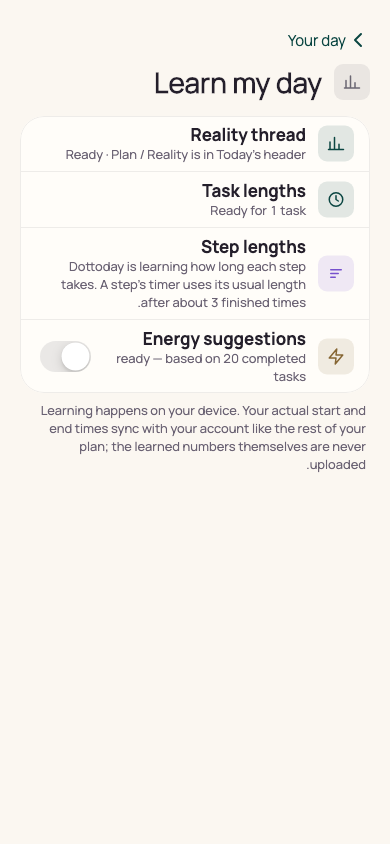 Your day
Learn my day
Reality thread
Ready · Plan / Reality is in Today's header
Task lengths
Ready for 1 task
Step lengths
Dottoday is learning how long each step
takes. A step's timer uses its usual length
.after about 3 finished times
Energy suggestions
ready — based on 20 completed
tasks
Learning happens on your device. Your actual start and
end times sync with your account like the rest of your
plan; the learned numbers themselves are never
.uploaded